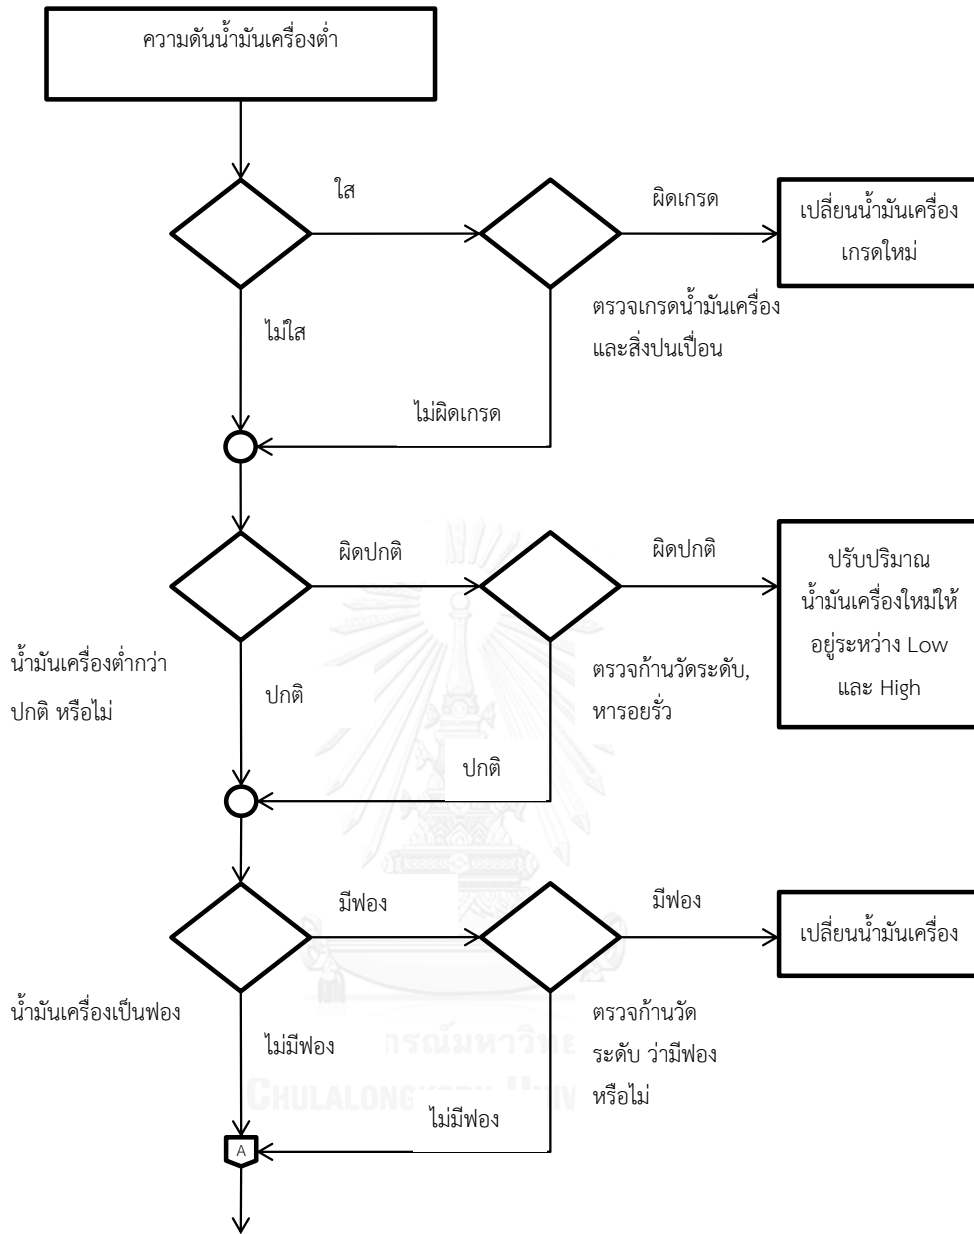 ความดันน้ำมันเครื่องต่ำ
ใส
ผิดเกรด
เปลี่ยนน้ำมันเครื่อง
เกรดใหม่
ไม่ใส
ตรวจเกรดน้ำมันเครื่อง
และสิ่งปนเปื่อน
ไม่ผิดเกรด
ผิดปกติ
ผิดปกติ
ปรับปริมาณ
น้ำมันเครื่องใหม่ให้
อยู่ระหว่าง Low
และ High
น้ำมันเครื่องต่ำกว่า
ปกติ หรือไม่
ปกติ
ตรวจก้านวัดระดับ,
หารอยรั่ว
ปกติ
มีฟอง
มีฟอง
เปลี่ยนน้ำมันเครื่อง
น้ำมันเครื่องเป็นฟอง
ไม่มีฟอง
ตรวจก้านวัด
ระดับ ว่ามีฟอง
หรือไม่
ไม่มีฟอง
A